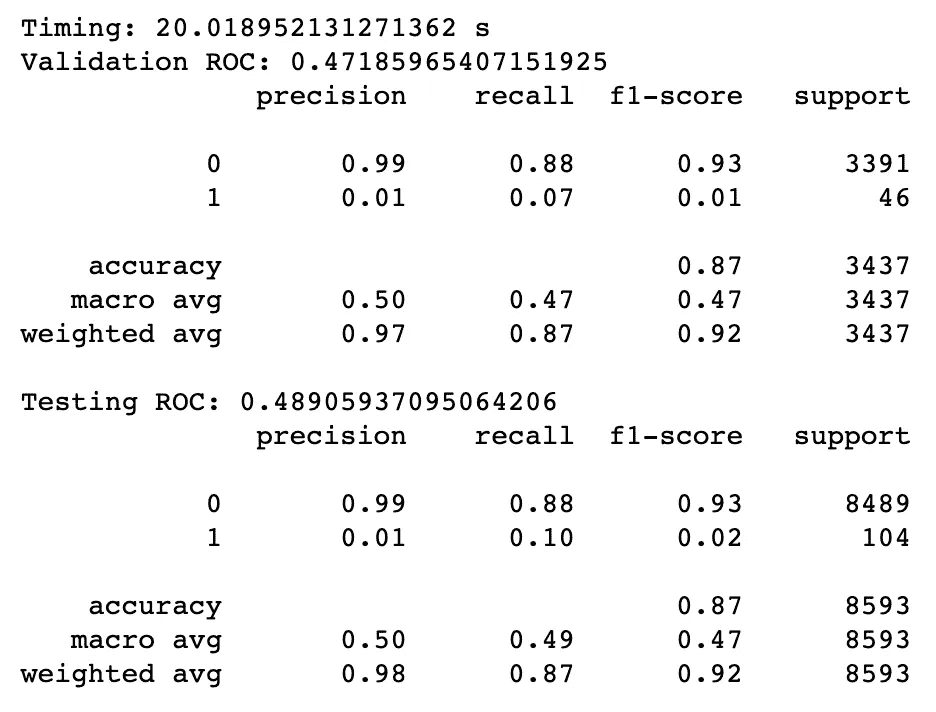 Timing: 20.018952131271362 s
Validation ROC: 0.47185965407151925
precision recall f1-score support
0 0.99 0.88 0.93 3391
1 0.01 0.07 0.01 46
accuracy 0.87 3437
macro avg 0.50 0.47 0.47 3437
weighted avg 0.97 0.87 0.92 3437
Testing ROC: 0.48905937095064206
precision recall f1-score support
0 0.99 0.88 0.93 8489
1 0.01 0.10 0.02 104
accuracy 0.87 8593
macro avg 0.50 0.49 0.47 8593
weighted avg 0.98 0.87 0.92 8593